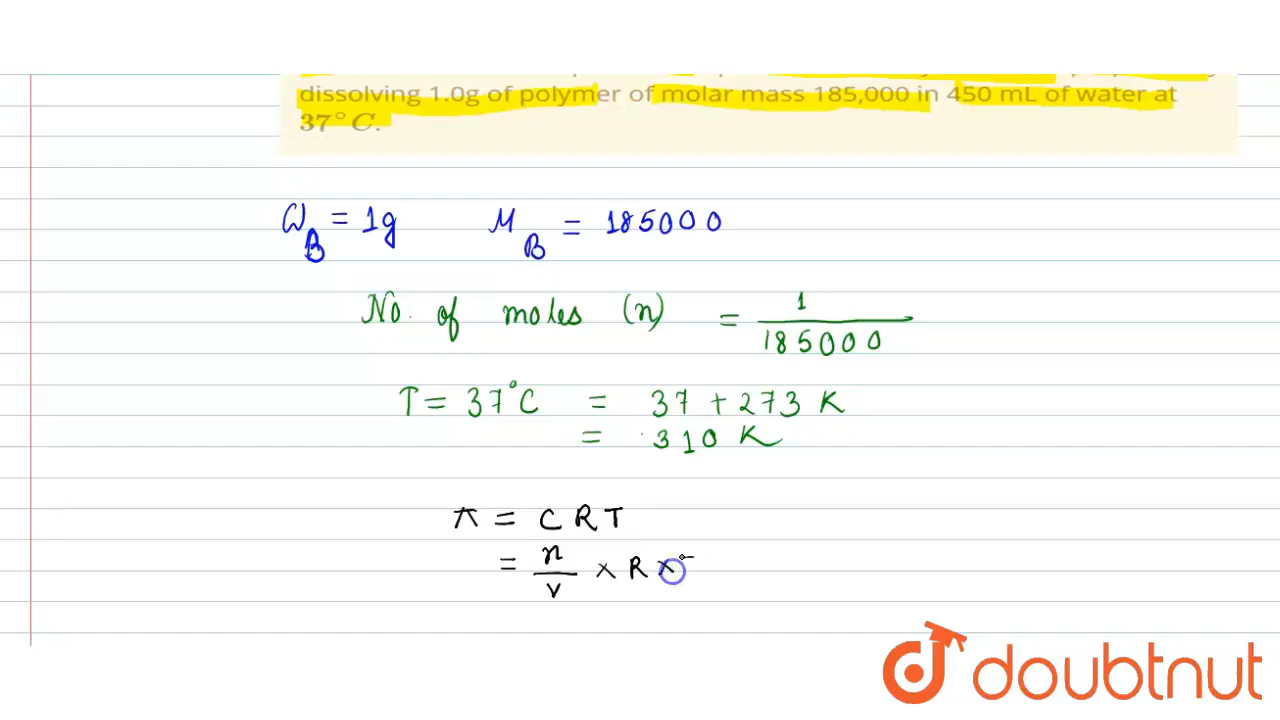 dissolving 1.0g of polymer of molar mass 185,000 in 450 mL of water at
37°C.
W_B = 1g M_B = 185000
No. of moles (n) = 1/185000
T = 37°C = 37 + 273 K
= 310 K
π = C R T
= n/v × R ×
doubtnut